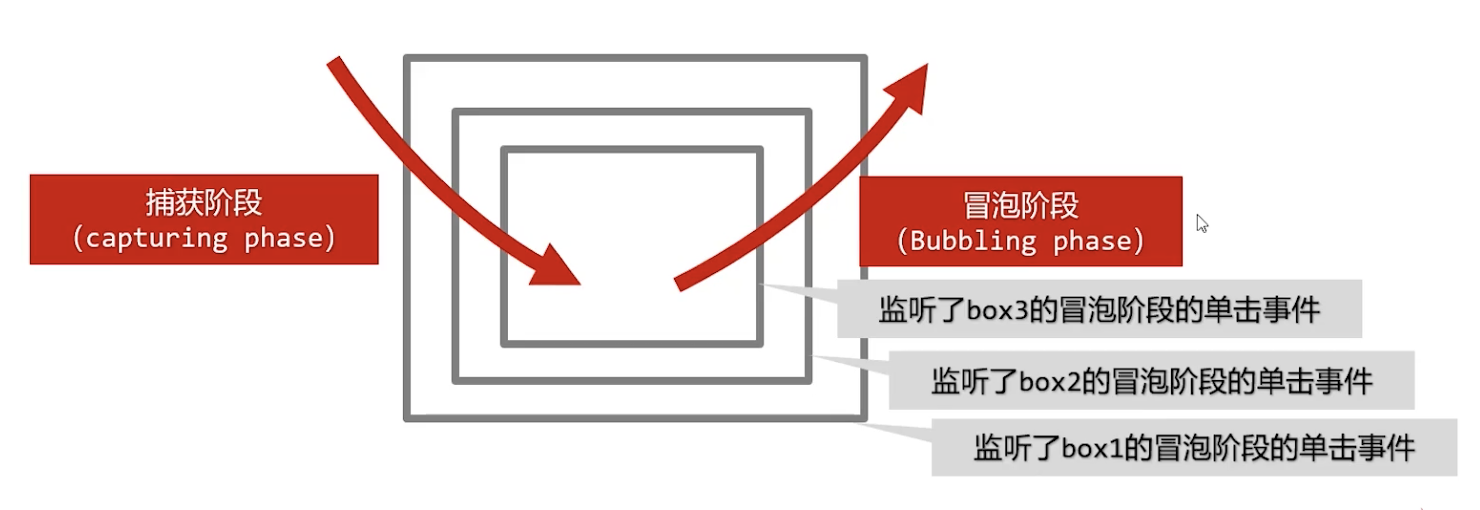 捕获阶段
(capturing phase)
冒泡阶段
(Bubbling phase)
监听了box3的冒泡阶段的单击事件
监听了box2的冒泡阶段的单击事件
监听了box1的冒泡阶段的单击事件